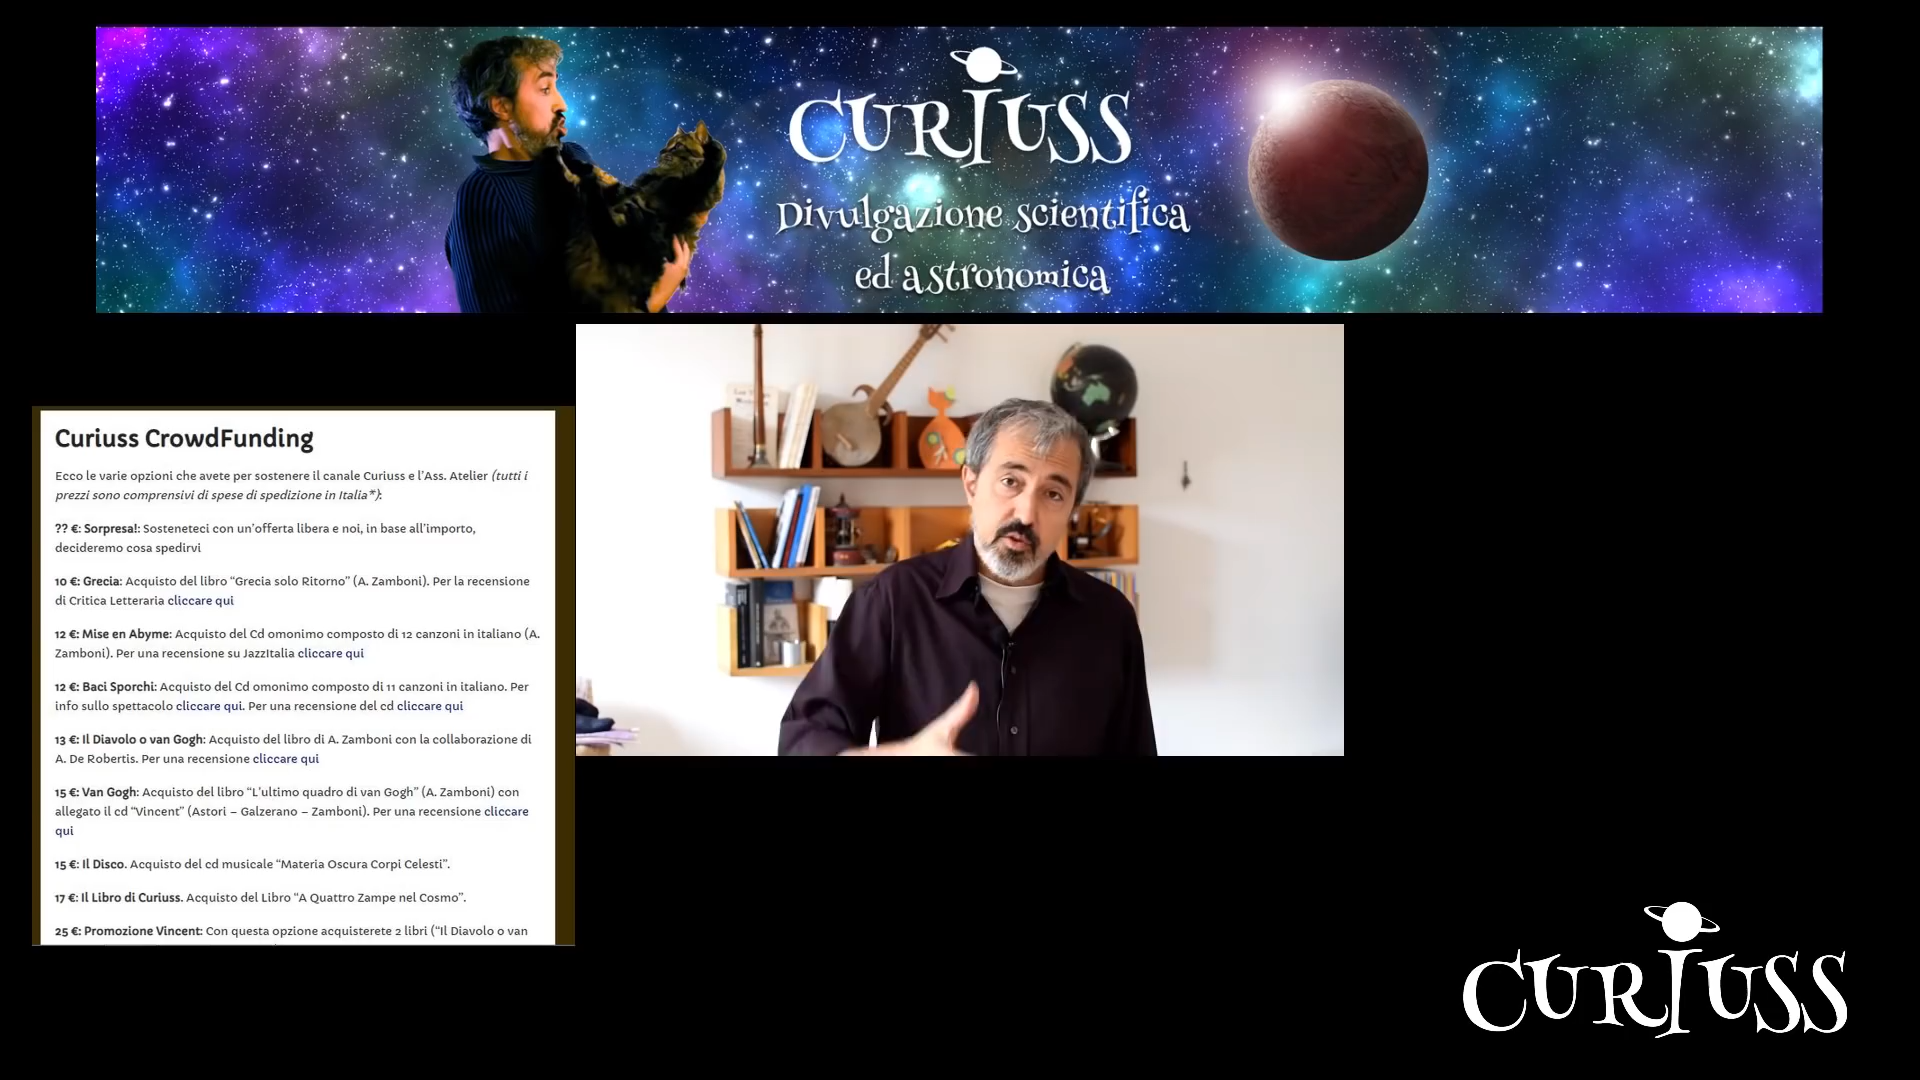 CURIUSS
Divulgazione scientifica
ed astronomica
Curiuss CrowdFunding
Ecco le varie opzioni che avete per sostenere il canale Curiuss e l'Ass. Atelier (tutti i
prezzi sono comprensivi di spese di spedizione in Italia*):
?? €: Sorpresa!: Sosteneteci con un'offerta libera e noi, in base all'importo,
decideremo cosa spedirvi
10 €: Grecia: Acquisto del libro “Grecia solo Ritorno” (A. Zamboni). Per la recensione
di Critica Letteraria cliccare qui
12 €: Mise en Abyme: Acquisto del Cd omonimo composto di 12 canzoni in italiano (A.
Zamboni). Per una recensione su JazzItalia cliccare qui
12 €: Baci Sporchi: Acquisto del Cd omonimo composto di 11 canzoni in italiano. Per
info sullo spettacolo cliccare qui. Per una recensione del cd cliccare qui
13 €: Il Diavolo o van Gogh: Acquisto del libro di A. Zamboni con la collaborazione di
A. De Robertis. Per una recensione cliccare qui
15 €: Van Gogh: Acquisto del libro “L'ultimo quadro di van Gogh” (A. Zamboni) con
allegato il cd “Vincent” (Astori – Galzerano – Zamboni). Per una recensione cliccare
qui
15 €: Il Disco. Acquisto del cd musicale “Materia Oscura Corpi Celesti”.
17 €: Il Libro di Curiuss. Acquisto del Libro “A Quattro Zampe nel Cosmo”.
25 €: Promozione Vincent: Con questa opzione acquisterete 2 libri (“Il Diavolo o van
CURIUSS